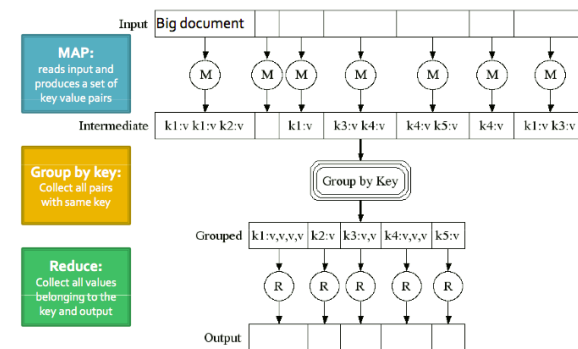 Input
Big document
MAP:
reads input and
produces a set of
key value pairs
M M M M M M M
Intermediate
k1:v k1:v k2:v
k1:v
k3:v k4:v
k4:v k5:v
k4:v
k1:v k3:v
Group by key:
Collect all pairs
with same key
Group by Key
Grouped
k1:v,v,v,v
k2:v
k3:v,v
k4:v,v,v
k5:v
Reduce:
Collect all values
belonging to the
key and output
R R R R R
Output